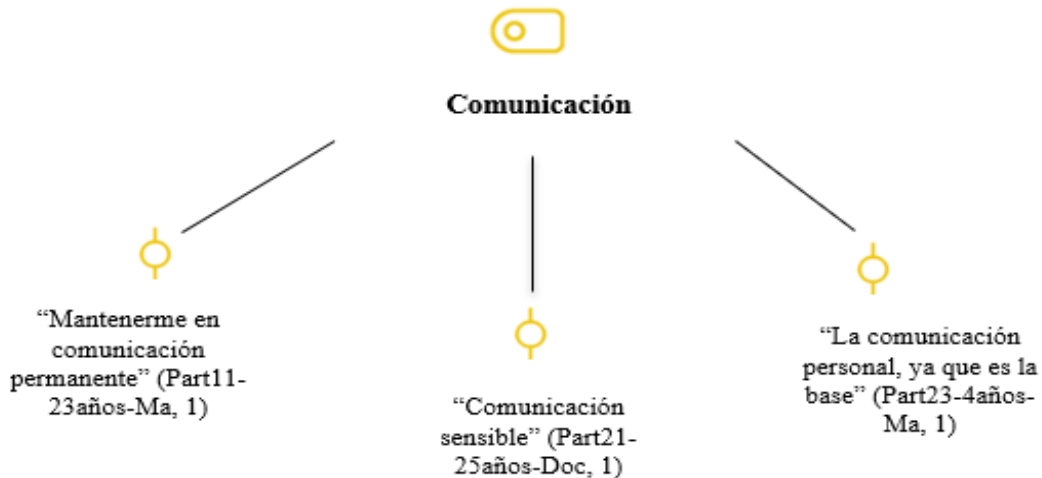 Comunicación
“Mantenerme en
comunicación
permanente” (Part11-
23años-Ma, 1)
“Comunicación
sensible” (Part21-
25años-Doc, 1)
“La comunicación
personal, ya que es la
base” (Part23-4años-
Ma, 1)